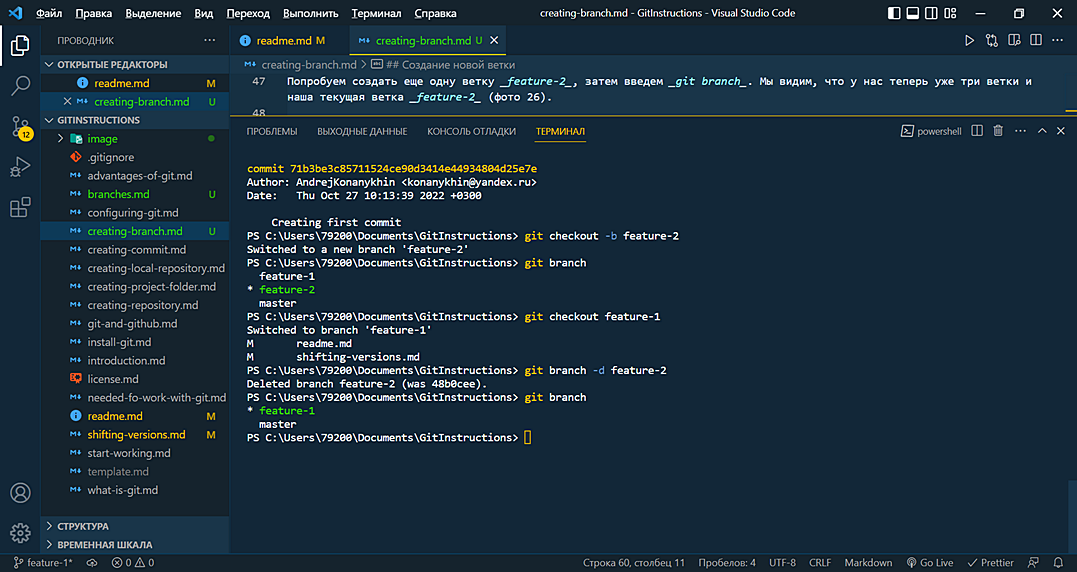 Файл Правка Выделение Вид Переход Выполнить Терминал Справка creating-branch.md - GitInstructions - Visual Studio Code
ПРОВОДНИК
readme.md M creating-branch.md U
ОТКРЫТЫЕ РЕДАКТОРЫ
readme.md M
creating-branch.md U
GITINSTRUCTIONS
image
.gitignore
advantages-of-git.md
branches.md U
configuring-git.md
creating-branch.md U
creating-commit.md
creating-local-repository.md
creating-project-folder.md
creating-repository.md
git-and-github.md
install-git.md
introduction.md
license.md
needed-fo-work-with-git.md
readme.md M
shifting-versions.md M
start-working.md
template.md
what-is-git.md
СТРУКТУРА
ВРЕМЕННАЯ ШКАЛА
12
creating-branch.md > ## Создание новой ветки
47 Попробуем создать еще одну ветку _feature-2_, затем введем _git branch_. Мы видим, что у нас теперь уже три ветки и
наша текущая ветка _feature-2_ (фото 26).
48
ПРОБЛЕМЫ ВЫХОДНЫЕ ДАННЫЕ КОНСОЛЬ ОТЛАДКИ ТЕРМИНАЛ powershell
commit 71b3be3c85711524ce90d3414e44934804d25e7e
Author: AndrejKonanykhin <konanykhin@yandex.ru>
Date: Thu Oct 27 10:13:39 2022 +0300
Creating first commit
PS C:\Users\79200\Documents\GitInstructions> git checkout -b feature-2
Switched to a new branch 'feature-2'
PS C:\Users\79200\Documents\GitInstructions> git branch
feature-1
* feature-2
master
PS C:\Users\79200\Documents\GitInstructions> git checkout feature-1
Switched to branch 'feature-1'
M readme.md
M shifting-versions.md
PS C:\Users\79200\Documents\GitInstructions> git branch -d feature-2
Deleted branch feature-2 (was 48b0cee).
PS C:\Users\79200\Documents\GitInstructions> git branch
* feature-1
master
PS C:\Users\79200\Documents\GitInstructions>
feature-1* 0 0 Строка 60, столбец 11 Пробелов: 4 UTF-8 CRLF Markdown Go Live Prettier